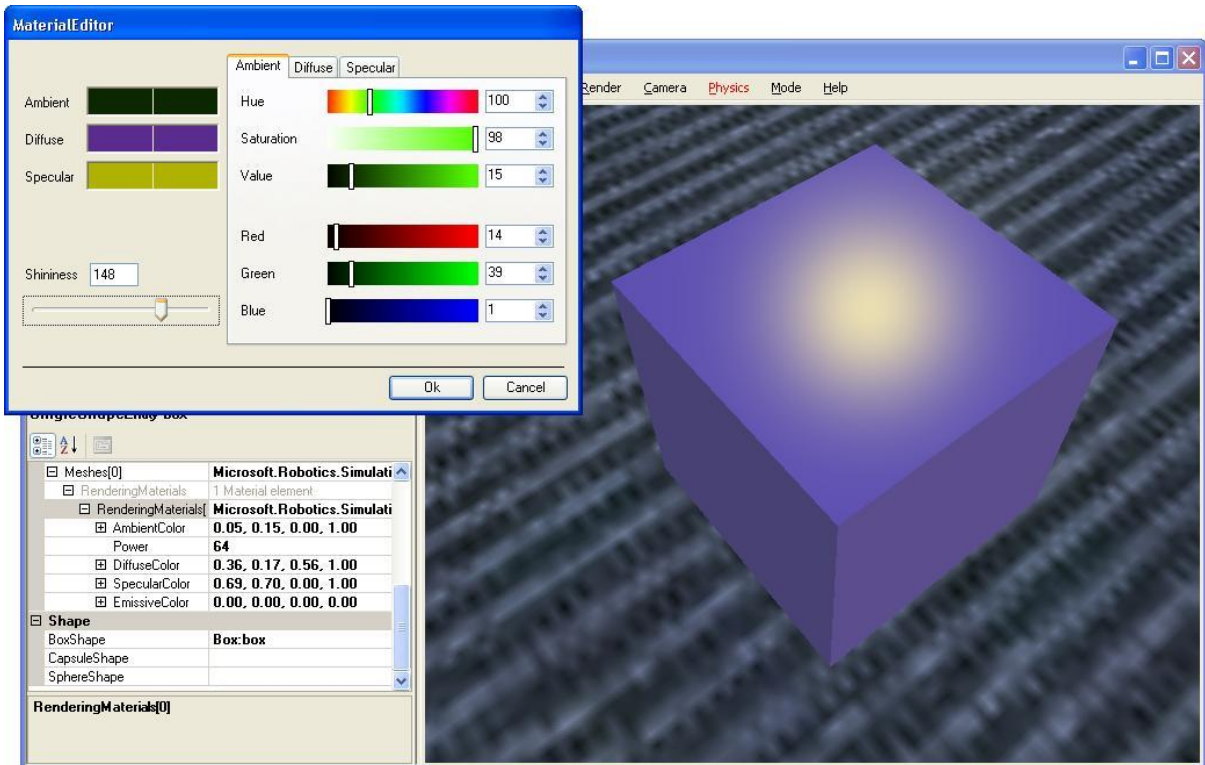 MaterialEditor
Ambient Diffuse Specular
Ambient
Diffuse
Specular
Shininess 148
Hue 100
Saturation 98
Value 15
Red 14
Green 39
Blue 1
Ok Cancel
Render Camera Physics Mode Help
Meshes[0] Microsoft.Robotics.Simulati
RenderingMaterials 1 Material element
RenderingMaterials[ Microsoft.Robotics.Simulati
AmbientColor 0.05, 0.15, 0.00, 1.00
Power 64
DiffuseColor 0.36, 0.17, 0.56, 1.00
SpecularColor 0.69, 0.70, 0.00, 1.00
EmissiveColor 0.00, 0.00, 0.00, 0.00
Shape
BoxShape Box:box
CapsuleShape
SphereShape
RenderingMaterials[0]